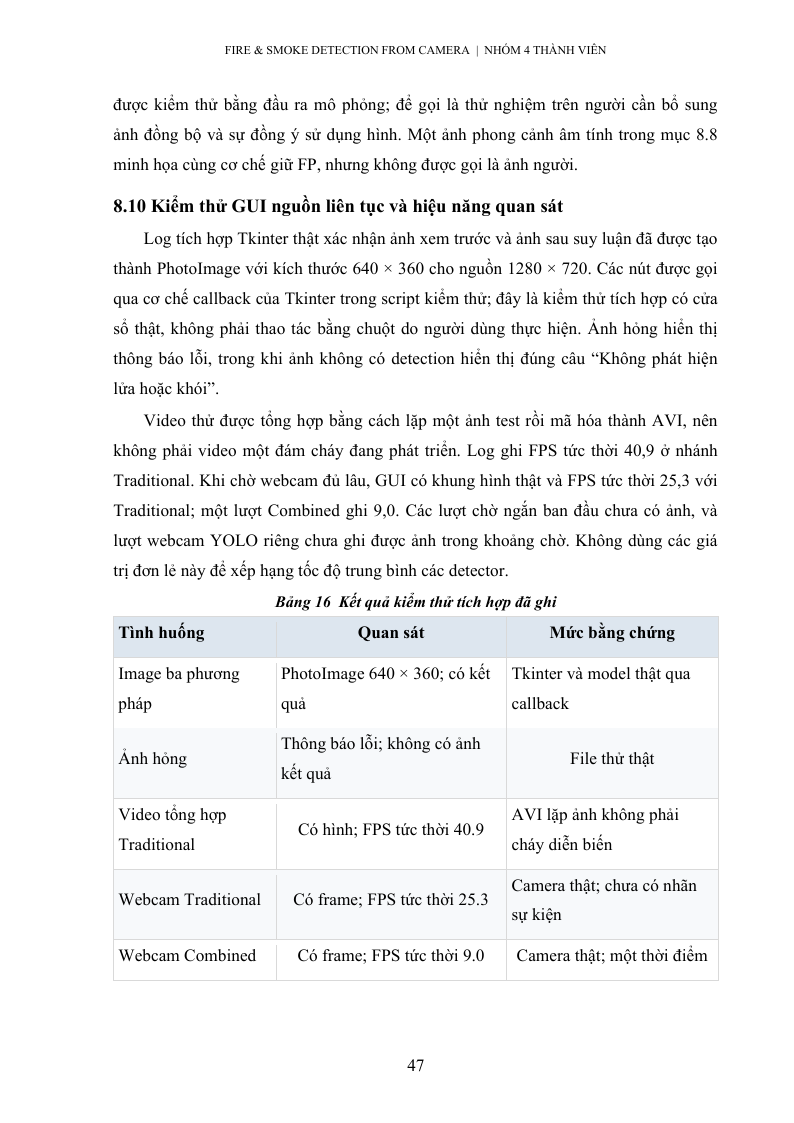 FIRE & SMOKE DETECTION FROM CAMERA | NHÓM 4 THÀNH VIÊN
được kiểm thử bằng đầu ra mô phỏng; để gọi là thử nghiệm trên người cần bổ sung
ảnh đồng bộ và sự đồng ý sử dụng hình. Một ảnh phong cảnh âm tính trong mục 8.8
minh họa cùng cơ chế giữ FP, nhưng không được gọi là ảnh người.
8.10 Kiểm thử GUI nguồn liên tục và hiệu năng quan sát
Log tích hợp Tkinter thật xác nhận ảnh xem trước và ảnh sau suy luận đã được tạo
thành PhotoImage với kích thước 640 × 360 cho nguồn 1280 × 720. Các nút được gọi
qua cơ chế callback của Tkinter trong script kiểm thử; đây là kiểm thử tích hợp có cửa
sổ thật, không phải thao tác bằng chuột do người dùng thực hiện. Ảnh hỏng hiển thị
thông báo lỗi, trong khi ảnh không có detection hiển thị đúng câu “Không phát hiện
lửa hoặc khói”.
Video thử được tổng hợp bằng cách lặp một ảnh test rồi mã hóa thành AVI, nên
không phải video một đám cháy đang phát triển. Log ghi FPS tức thời 40,9 ở nhánh
Traditional. Khi chờ webcam đủ lâu, GUI có khung hình thật và FPS tức thời 25,3 với
Traditional; một lượt Combined ghi 9,0. Các lượt chờ ngắn ban đầu chưa có ảnh, và
lượt webcam YOLO riêng chưa ghi được ảnh trong khoảng chờ. Không dùng các giá
trị đơn lẻ này để xếp hạng tốc độ trung bình các detector.
Bảng 16 Kết quả kiểm thử tích hợp đã ghi
Tình huống Quan sát Mức bằng chứng
Image ba phương PhotoImage 640 × 360; có kết Tkinter và model thật qua
pháp quả callback
Ảnh hỏng Thông báo lỗi; không có ảnh File thử thật
kết quả
Video tổng hợp Có hình; FPS tức thời 40.9 AVI lặp ảnh không phải
Traditional cháy diễn biến
Webcam Traditional Có frame; FPS tức thời 25.3 Camera thật; chưa có nhãn
sự kiện
Webcam Combined Có frame; FPS tức thời 9.0 Camera thật; một thời điểm
47